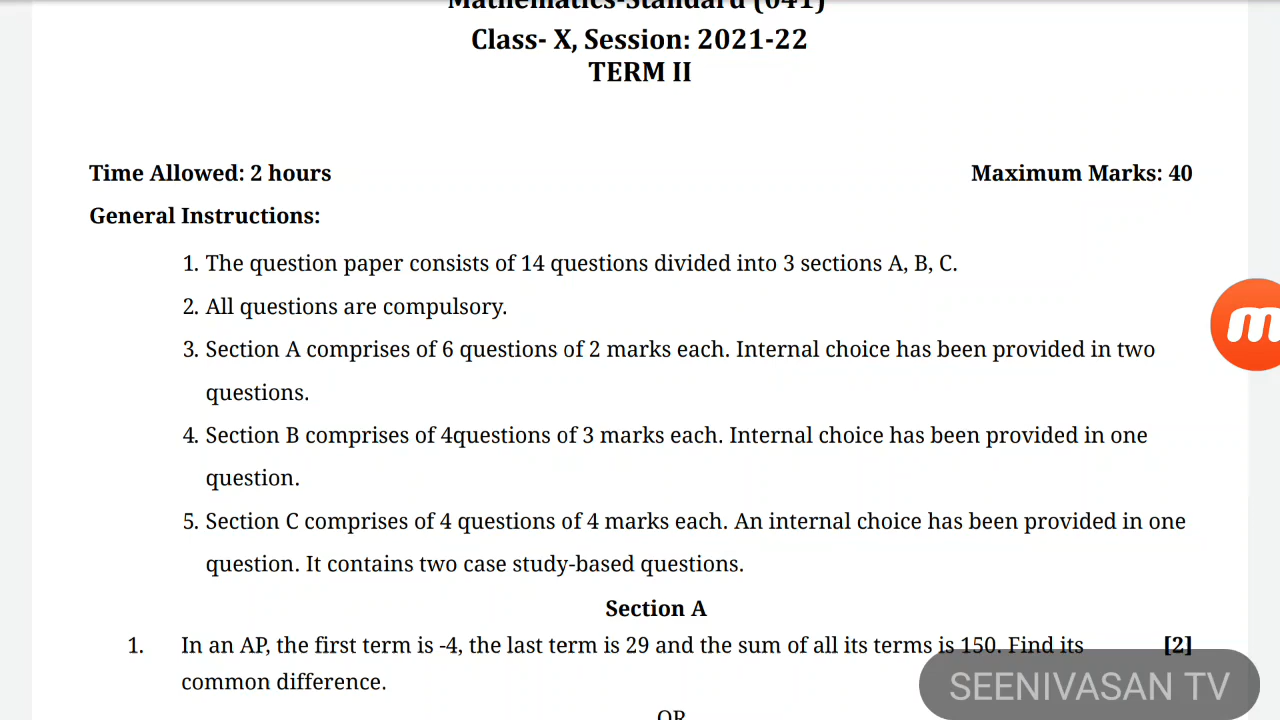 Mathematics-Standard (041)
Class- X, Session: 2021-22
TERM II
Time Allowed: 2 hours Maximum Marks: 40
General Instructions:
1. The question paper consists of 14 questions divided into 3 sections A, B, C.
2. All questions are compulsory.
3. Section A comprises of 6 questions of 2 marks each. Internal choice has been provided in two
questions.
4. Section B comprises of 4questions of 3 marks each. Internal choice has been provided in one
question.
5. Section C comprises of 4 questions of 4 marks each. An internal choice has been provided in one
question. It contains two case study-based questions.
Section A
1. In an AP, the first term is -4, the last term is 29 and the sum of all its terms is 150. Find its [2]
common difference.
SEENIVASAN TV
OR